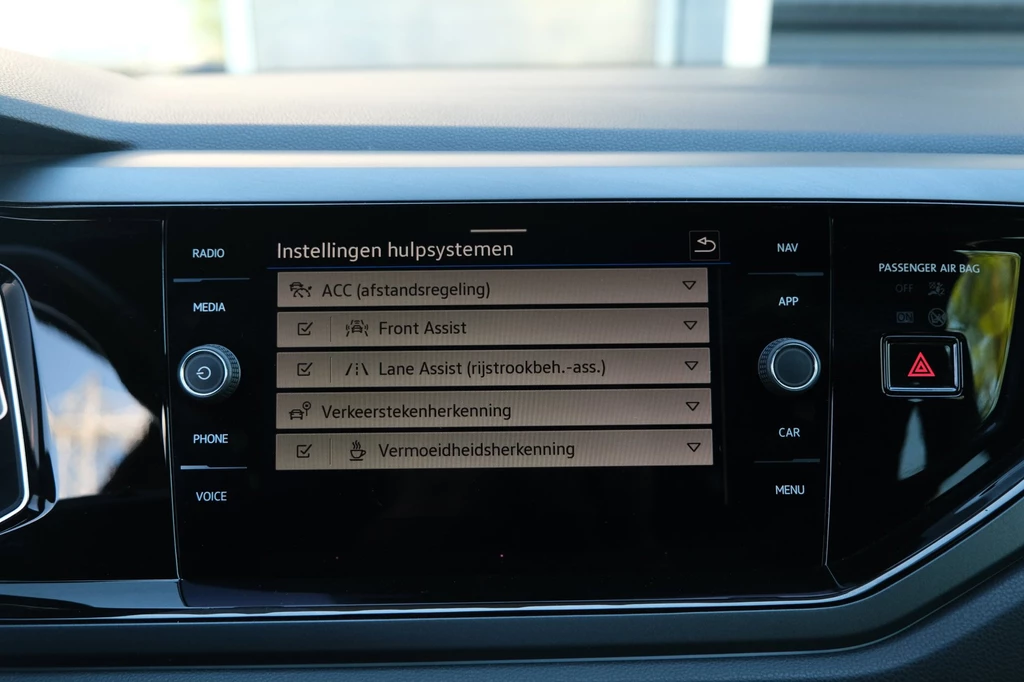 RADIO
MEDIA
PHONE
VOICE
Instellingen hulpsystemen
ACC (afstandsregeling)
Front Assist
Lane Assist (rijstrookbeh.-ass.)
Verkeerstekenherkenning
Vermoeidheidsherkenning
NAV
APP
CAR
MENU
PASSENGER AIR BAG
OFF
ON